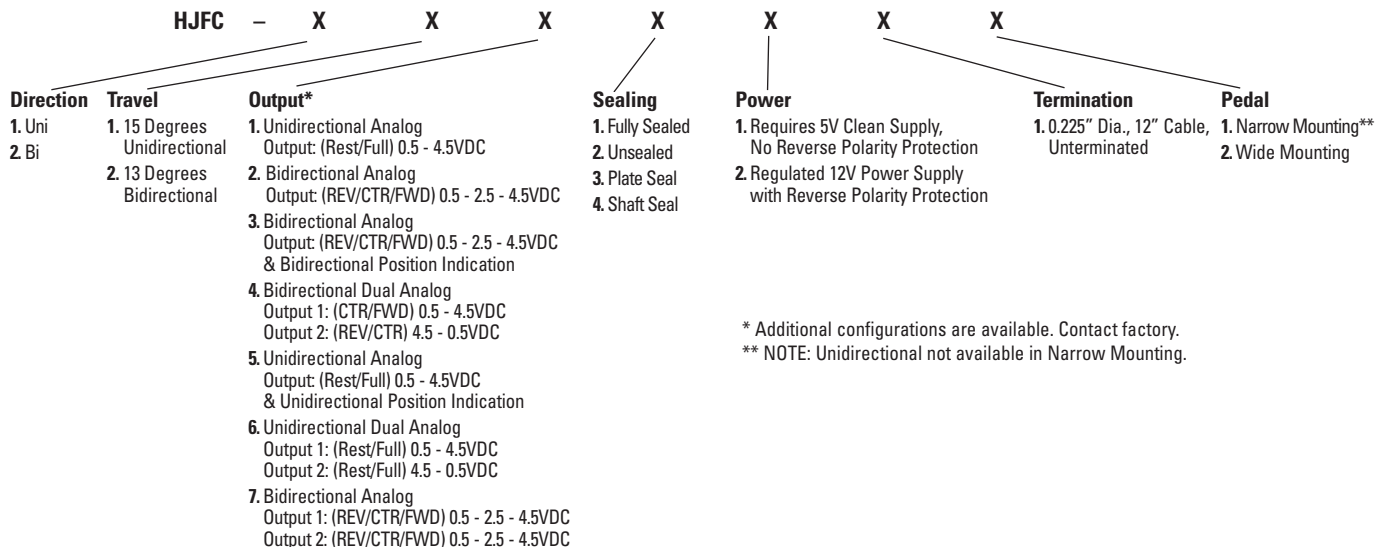 HJFC – X X X X X X X
Direction
1. Uni
2. Bi
Travel
1. 15 Degrees
Unidirectional
2. 13 Degrees
Bidirectional
Output*
1. Unidirectional Analog
Output: (Rest/Full) 0.5 - 4.5VDC
2. Bidirectional Analog
Output: (REV/CTR/FWD) 0.5 - 2.5 - 4.5VDC
3. Bidirectional Analog
Output: (REV/CTR/FWD) 0.5 - 2.5 - 4.5VDC
& Bidirectional Position Indication
4. Bidirectional Dual Analog
Output 1: (CTR/FWD) 0.5 - 4.5VDC
Output 2: (REV/CTR) 4.5 - 0.5VDC
5. Unidirectional Analog
Output: (Rest/Full) 0.5 - 4.5VDC
& Unidirectional Position Indication
6. Unidirectional Dual Analog
Output 1: (Rest/Full) 0.5 - 4.5VDC
Output 2: (Rest/Full) 4.5 - 0.5VDC
7. Bidirectional Analog
Output 1: (REV/CTR/FWD) 0.5 - 2.5 - 4.5VDC
Output 2: (REV/CTR/FWD) 0.5 - 2.5 - 4.5VDC
Sealing
1. Fully Sealed
2. Unsealed
3. Plate Seal
4. Shaft Seal
Power
1. Requires 5V Clean Supply,
No Reverse Polarity Protection
2. Regulated 12V Power Supply
with Reverse Polarity Protection
Termination
1. 0.225" Dia., 12" Cable,
Unterminated
Pedal
1. Narrow Mounting**
2. Wide Mounting
* Additional configurations are available. Contact factory.
** NOTE: Unidirectional not available in Narrow Mounting.